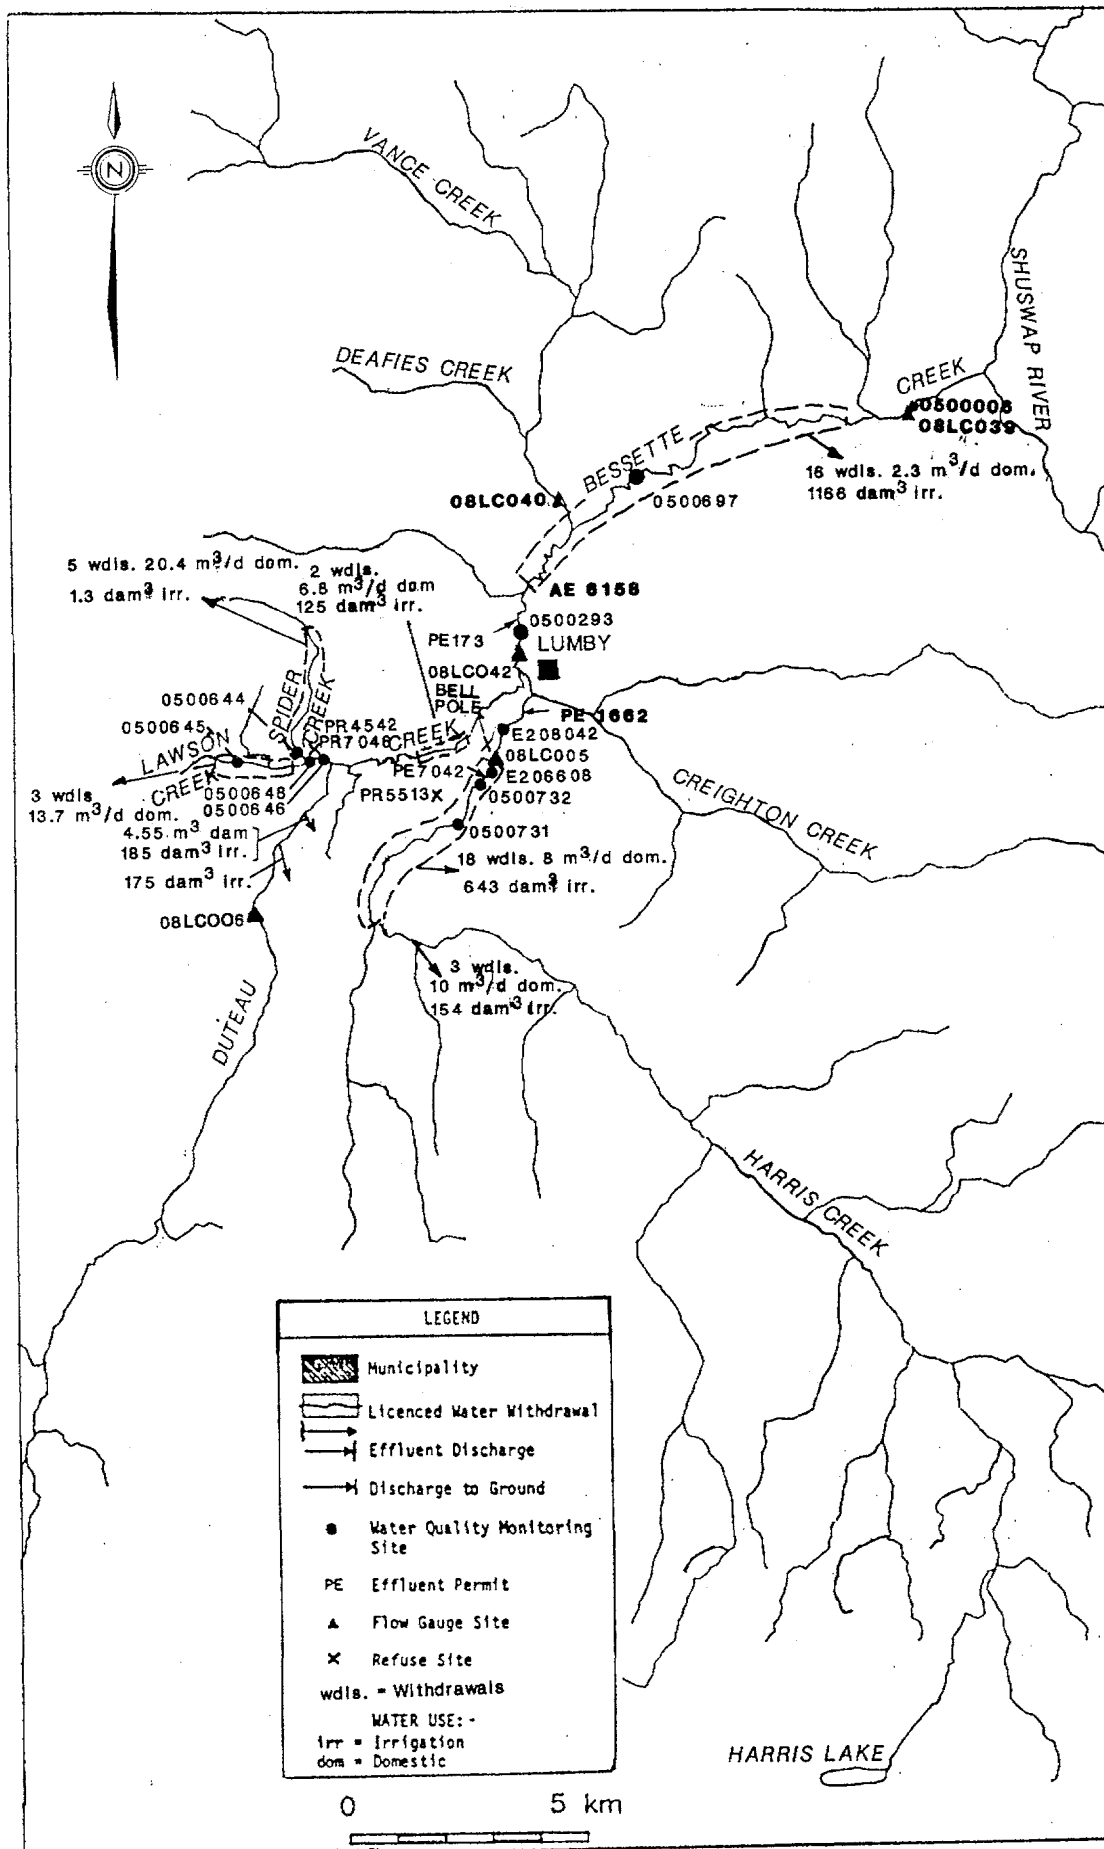 N
VANCE CREEK
SHUSWAP RIVER
DEAFIES CREEK
BESSETTE CREEK
0500008
08LC039
16 wdls. 2.3 m³/d dom.
1166 dam³ irr.
0500697
08LC040
5 wdls. 20.4 m³/d dom.
1.3 dam³ irr.
2 wdls.
6.8 m³/d dom
125 dam³ irr.
AE 6158
0500293
PE173
LUMBY
08LC042
BELL
POLE
PE 1662
0500644
SPIDER CREEK
0500645
PR4542
PR7046
CREEK
E208042
08LC005
LAWSON CREEK
PE7042
E206608
PR5513X
0500732
3 wdls.
13.7 m³/d dom.
0500648
0500646
0500731
4.55 m³ dam
185 dam³ irr.
18 wdls. 8 m³/d dom.
643 dam³ irr.
175 dam³ irr.
08LC006
CREIGHTON CREEK
3 wdls.
10 m³/d dom.
154 dam³ irr.
DUTEAU
HARRIS CREEK
LEGEND
Municipality
Licenced Water Withdrawal
Effluent Discharge
Discharge to Ground
Water Quality Monitoring
Site
PE Effluent Permit
Flow Gauge Site
Refuse Site
wdls. = Withdrawals
WATER USE: -
irr = Irrigation
dom = Domestic
HARRIS LAKE
0 5 km